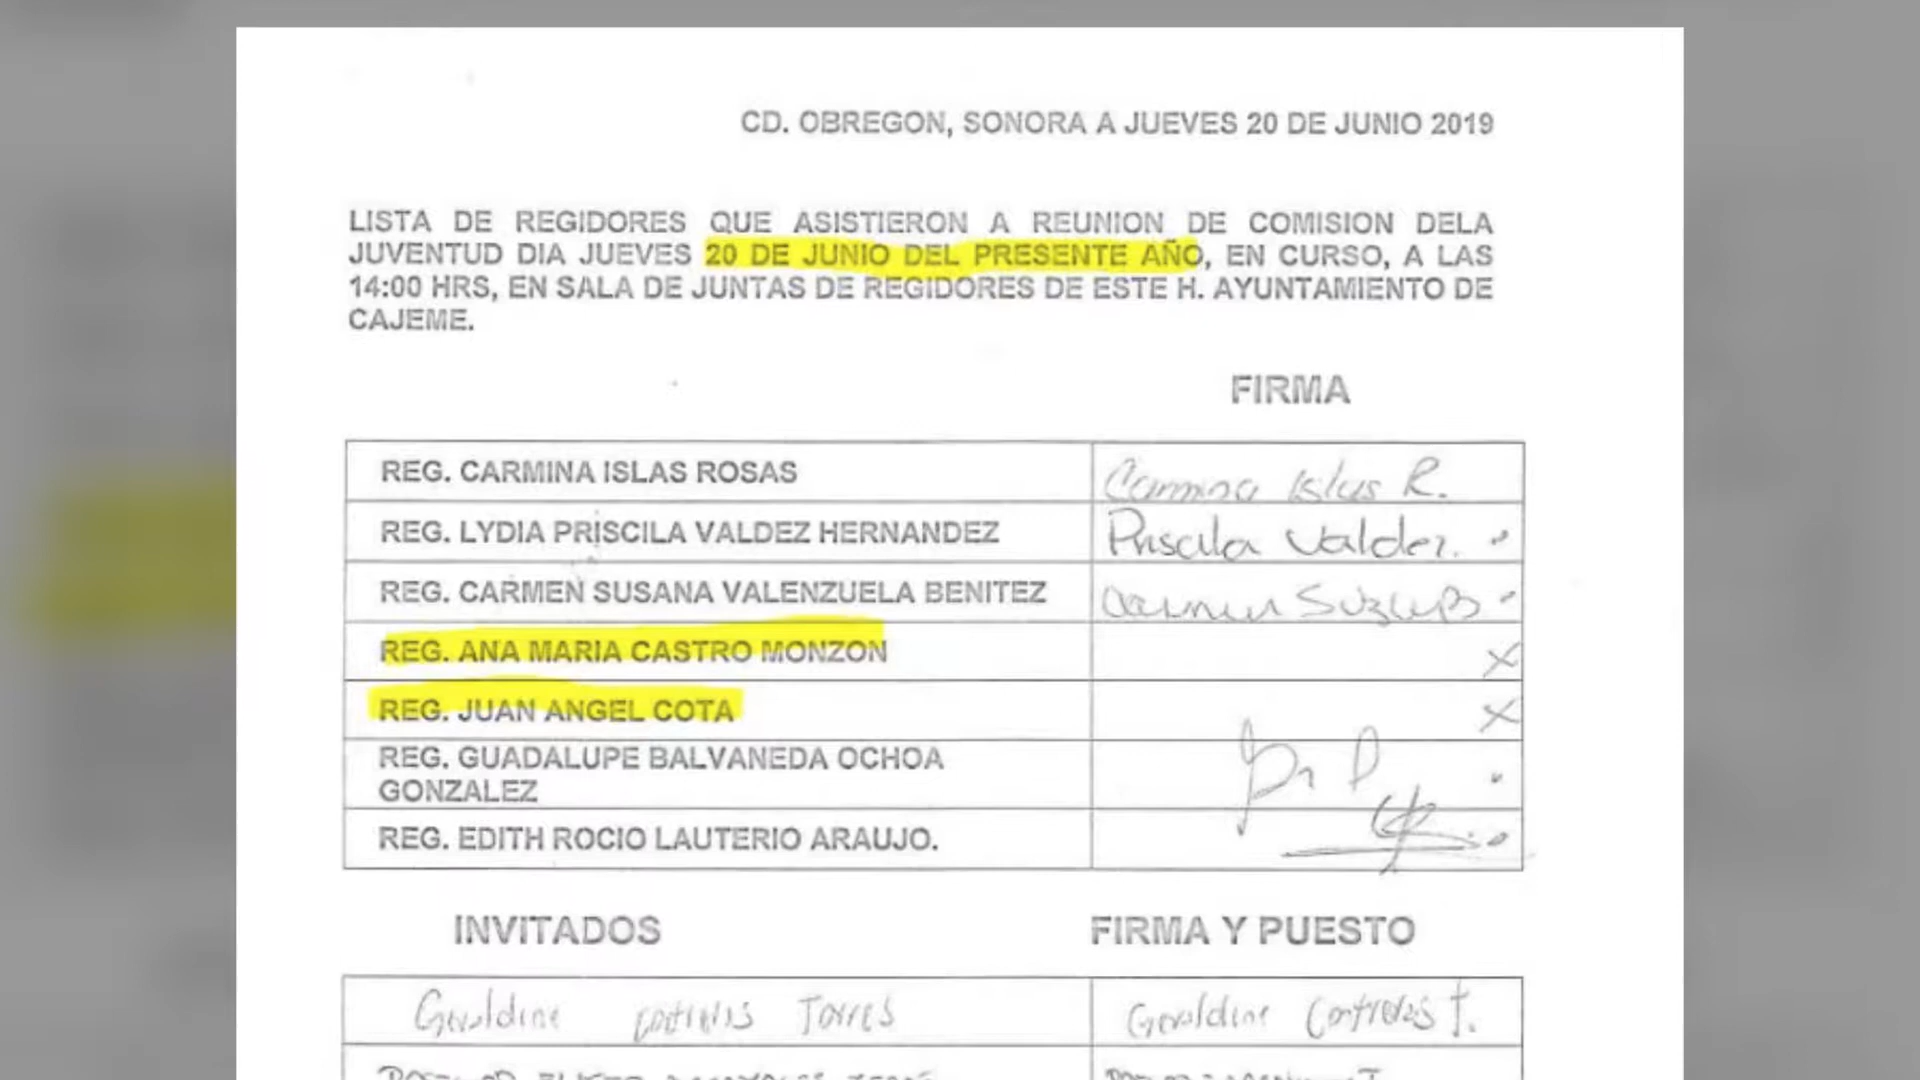 CD. OBREGON, SONORA A JUEVES 20 DE JUNIO 2019
LISTA DE REGIDORES QUE ASISTIERON A REUNION DE COMISION DELA
JUVENTUD DIA JUEVES 20 DE JUNIO DEL PRESENTE AÑO, EN CURSO, A LAS
14:00 HRS, EN SALA DE JUNTAS DE REGIDORES DE ESTE H. AYUNTAMIENTO DE
CAJEME.
FIRMA
REG. CARMINA ISLAS ROSAS Carmina Islas R.
REG. LYDIA PRISCILA VALDEZ HERNANDEZ Priscila Valdez.
REG. CARMEN SUSANA VALENZUELA BENITEZ Carmen
REG. ANA MARIA CASTRO MONZON X
REG. JUAN ANGEL COTA X
REG. GUADALUPE BALVANEDA OCHOA
GONZALEZ
REG. EDITH ROCIO LAUTERIO ARAUJO.
INVITADOS FIRMA Y PUESTO
Geraldine Contreras Torres Geraldine Contreras T.